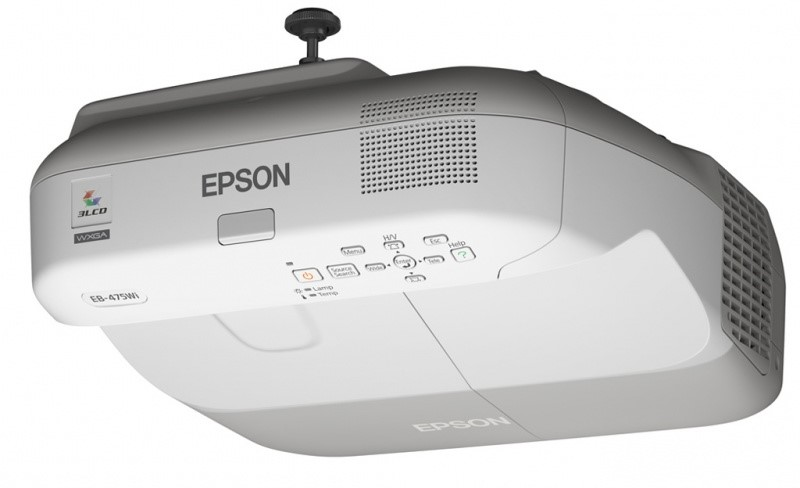 EPSON
3LCD
WXGA
EB-475Wi
H/V
Menu
Esc
Help
Source Search
Wide
Enter
Tele
?
Lamp
Temp
EPSON